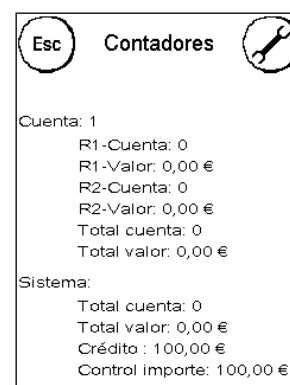 Esc Contadores
Cuenta: 1
R1-Cuenta: 0
R1-Valor: 0,00 €
R2-Cuenta: 0
R2-Valor: 0,00 €
Total cuenta: 0
Total valor: 0,00 €
Sistema:
Total cuenta: 0
Total valor: 0,00 €
Crédito : 100,00 €
Control importe: 100,00 €